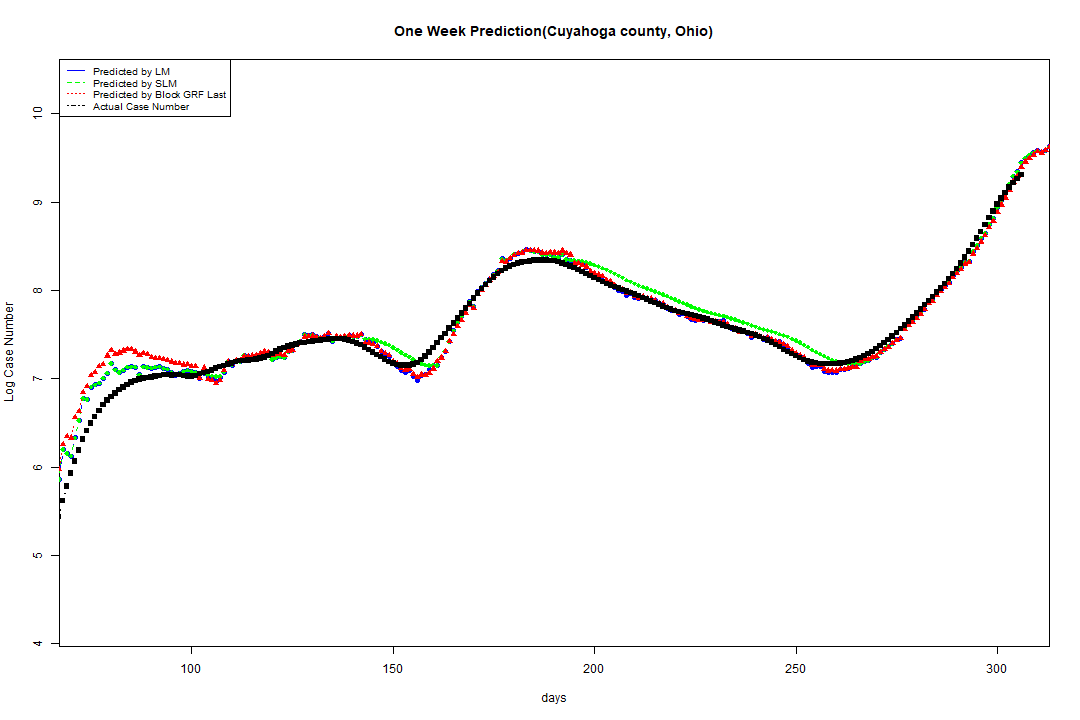 One Week Prediction(Cuyahoga county, Ohio)
Predicted by LM
Predicted by SLM
Predicted by Block GRF Last
Actual Case Number
Log Case Number
10
9
8
7
6
5
4
100 150 200 250 300
days